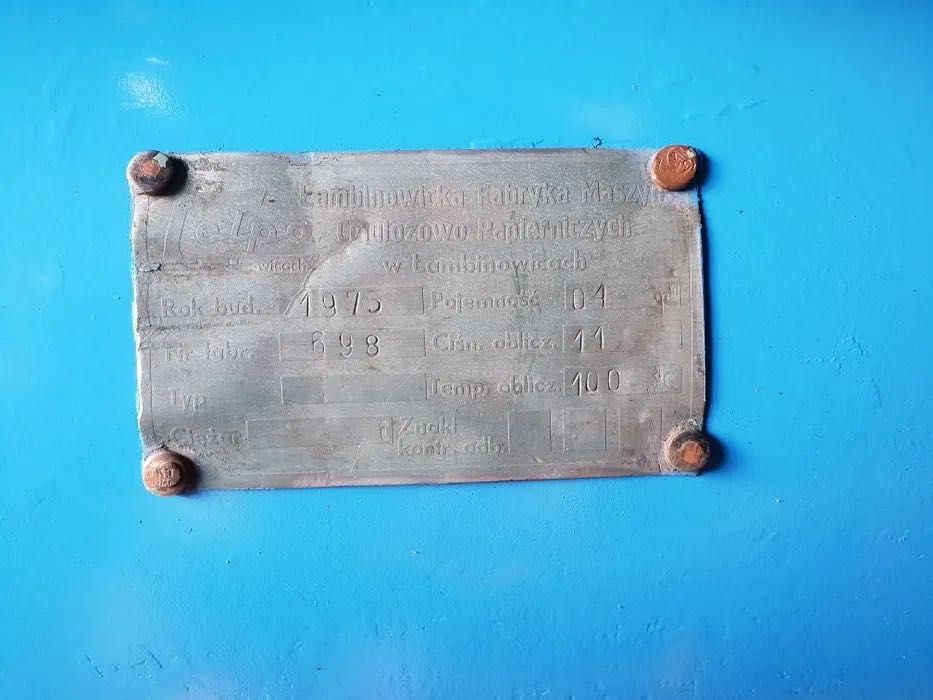 Łambinowicka Fabryka Maszyn
Celulozowo Papierniczych
w Łambinowicach
Rok bud. 1975 Pojemność 01
Nr fabr. 698 Ciśn. oblicz. 11
Typ Temp. oblicz. 100 °C
Ciężar t Znaki
kontr. odb.